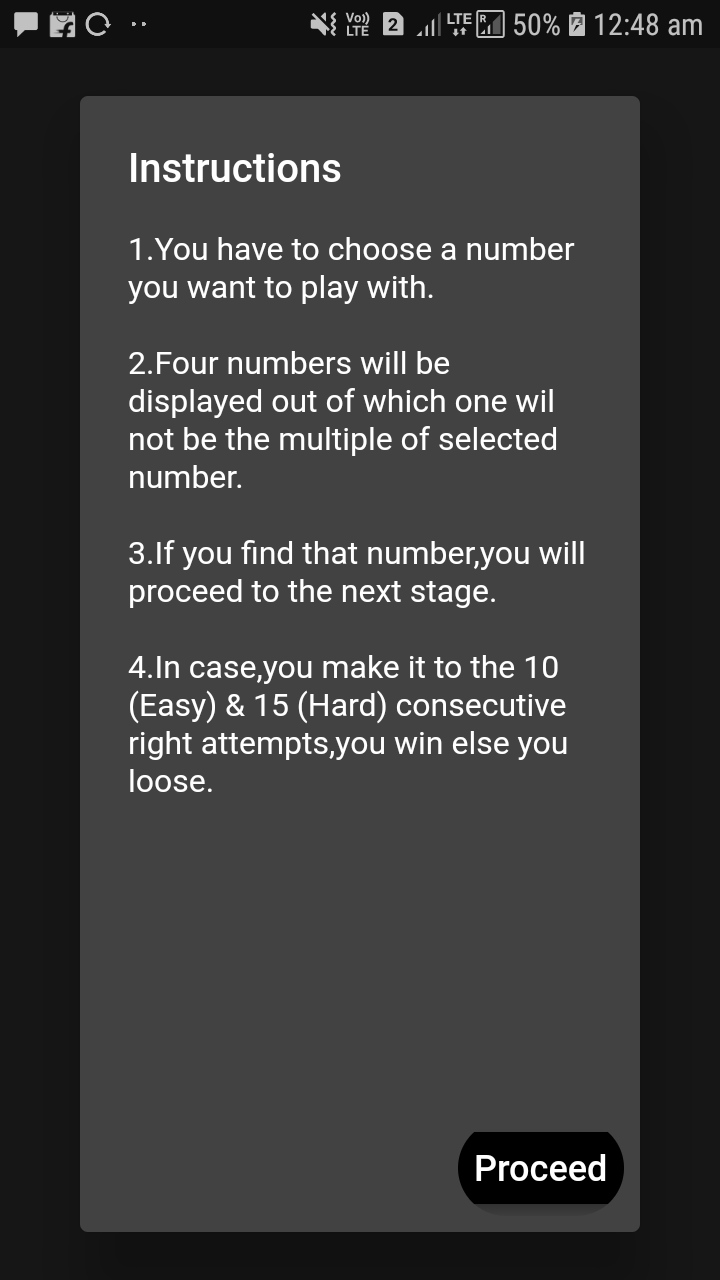 Vo)) LTE 2 LTE R 50% 12:48 am
Instructions
1.You have to choose a number
you want to play with.
2.Four numbers will be
displayed out of which one wil
not be the multiple of selected
number.
3.If you find that number,you will
proceed to the next stage.
4.In case,you make it to the 10
(Easy) & 15 (Hard) consecutive
right attempts,you win else you
loose.
Proceed